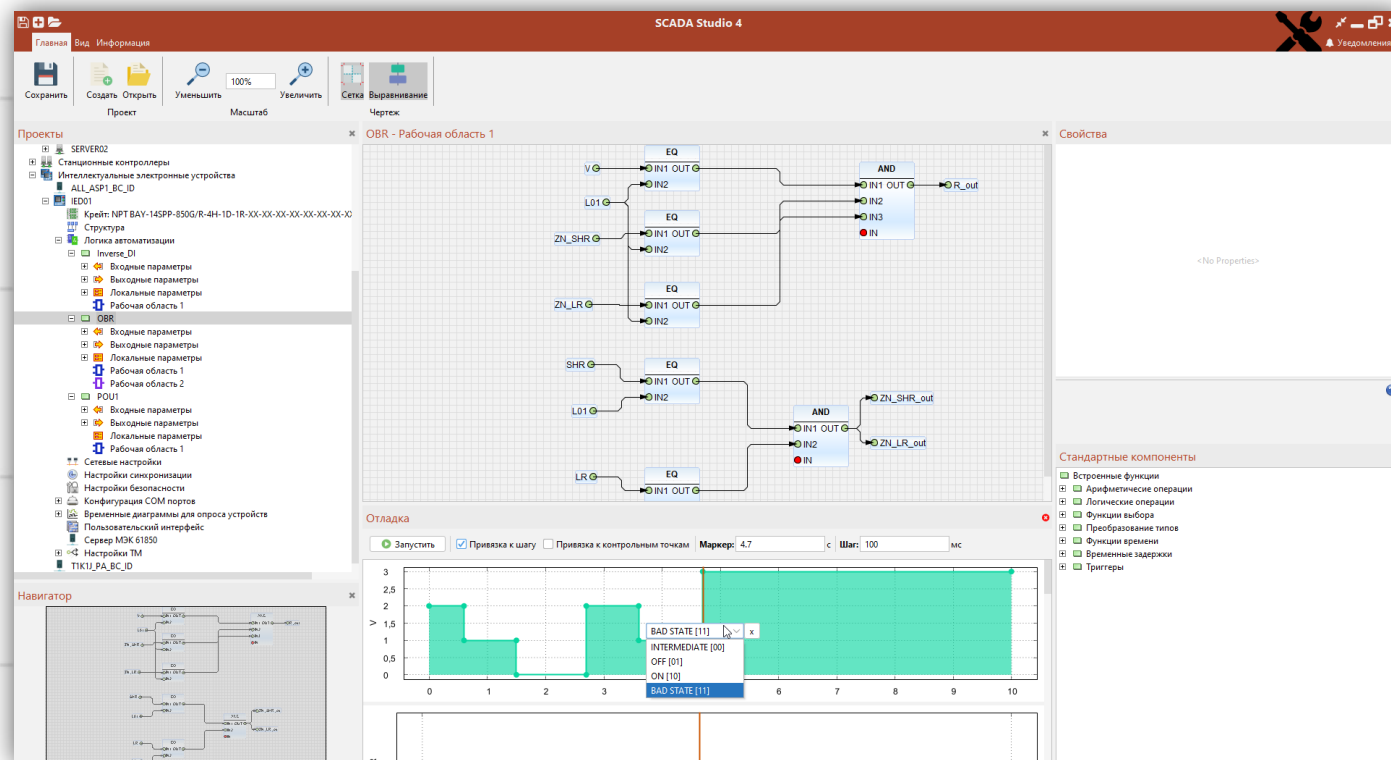 SCADA Studio 4
Главная Вид Информация
Уведомления
Сохранить
Создать Открыть
Уменьшить
100%
Увеличить
Сетка Выравнивание
Проект
Масштаб
Чертеж
Проекты
SERVER02
Станционные контроллеры
Интеллектуальные электронные устройства
ALL_ASP1_BC_ID
IED01
Крейт: NPT BAY-14SPP-850G/R-4H-1D-1R-XX-XX-XX-XX-XX-XX-XX-XX
Структура
Логика автоматизации
Inverse_DI
Входные параметры
Выходные параметры
Локальные параметры
Рабочая область 1
OBR
Входные параметры
Выходные параметры
Локальные параметры
Рабочая область 1
Рабочая область 2
POU1
Входные параметры
Выходные параметры
Локальные параметры
Рабочая область 1
Сетевые настройки
Настройки синхронизации
Настройки безопасности
Конфигурация COM портов
Временные диаграммы для опроса устройств
Пользовательский интерфейс
Сервер МЭК 61850
Настройки ТМ
T1K1J_PA_BC_ID
Навигатор
OBR - Рабочая область 1
EQ
V
IN1 OUT
IN2
L01
EQ
ZN_SHR
IN1 OUT
IN2
EQ
ZN_LR
IN1 OUT
IN2
AND
IN1 OUT
R_out
IN2
IN3
IN
SHR
EQ
IN1 OUT
IN2
L01
AND
IN1 OUT
IN2
IN
ZN_SHR_out
ZN_LR_out
LR
EQ
IN1 OUT
Отладка
Запустить
Привязка к шагу
Привязка к контрольным точкам
Маркер: 4.7 с
Шаг: 100 мс
3
2,5
2
1,5
1
0,5
0
V
BAD STATE [11]
x
INTERMEDIATE [00]
OFF [01]
ON [10]
BAD STATE [11]
0 1 2 3 6 7 8 9 10
Свойства
<No Properties>
Стандартные компоненты
Встроенные функции
Арифметичесие операции
Логические операции
Функции выбора
Преобразование типов
Функции времени
Временные задержки
Триггеры